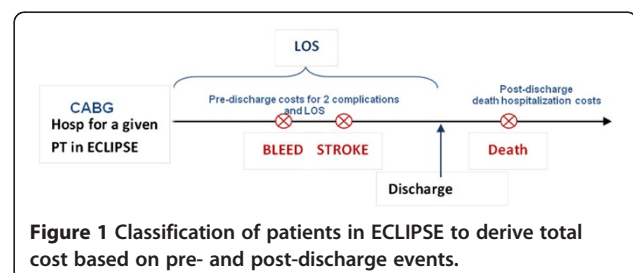 LOS
CABG
Hosp for a given
PT in ECLIPSE
Pre-discharge costs for 2 complications
and LOS
Post-discharge
death hospitalization costs
BLEED STROKE
Death
Discharge
Figure 1 Classification of patients in ECLIPSE to derive total
cost based on pre- and post-discharge events.